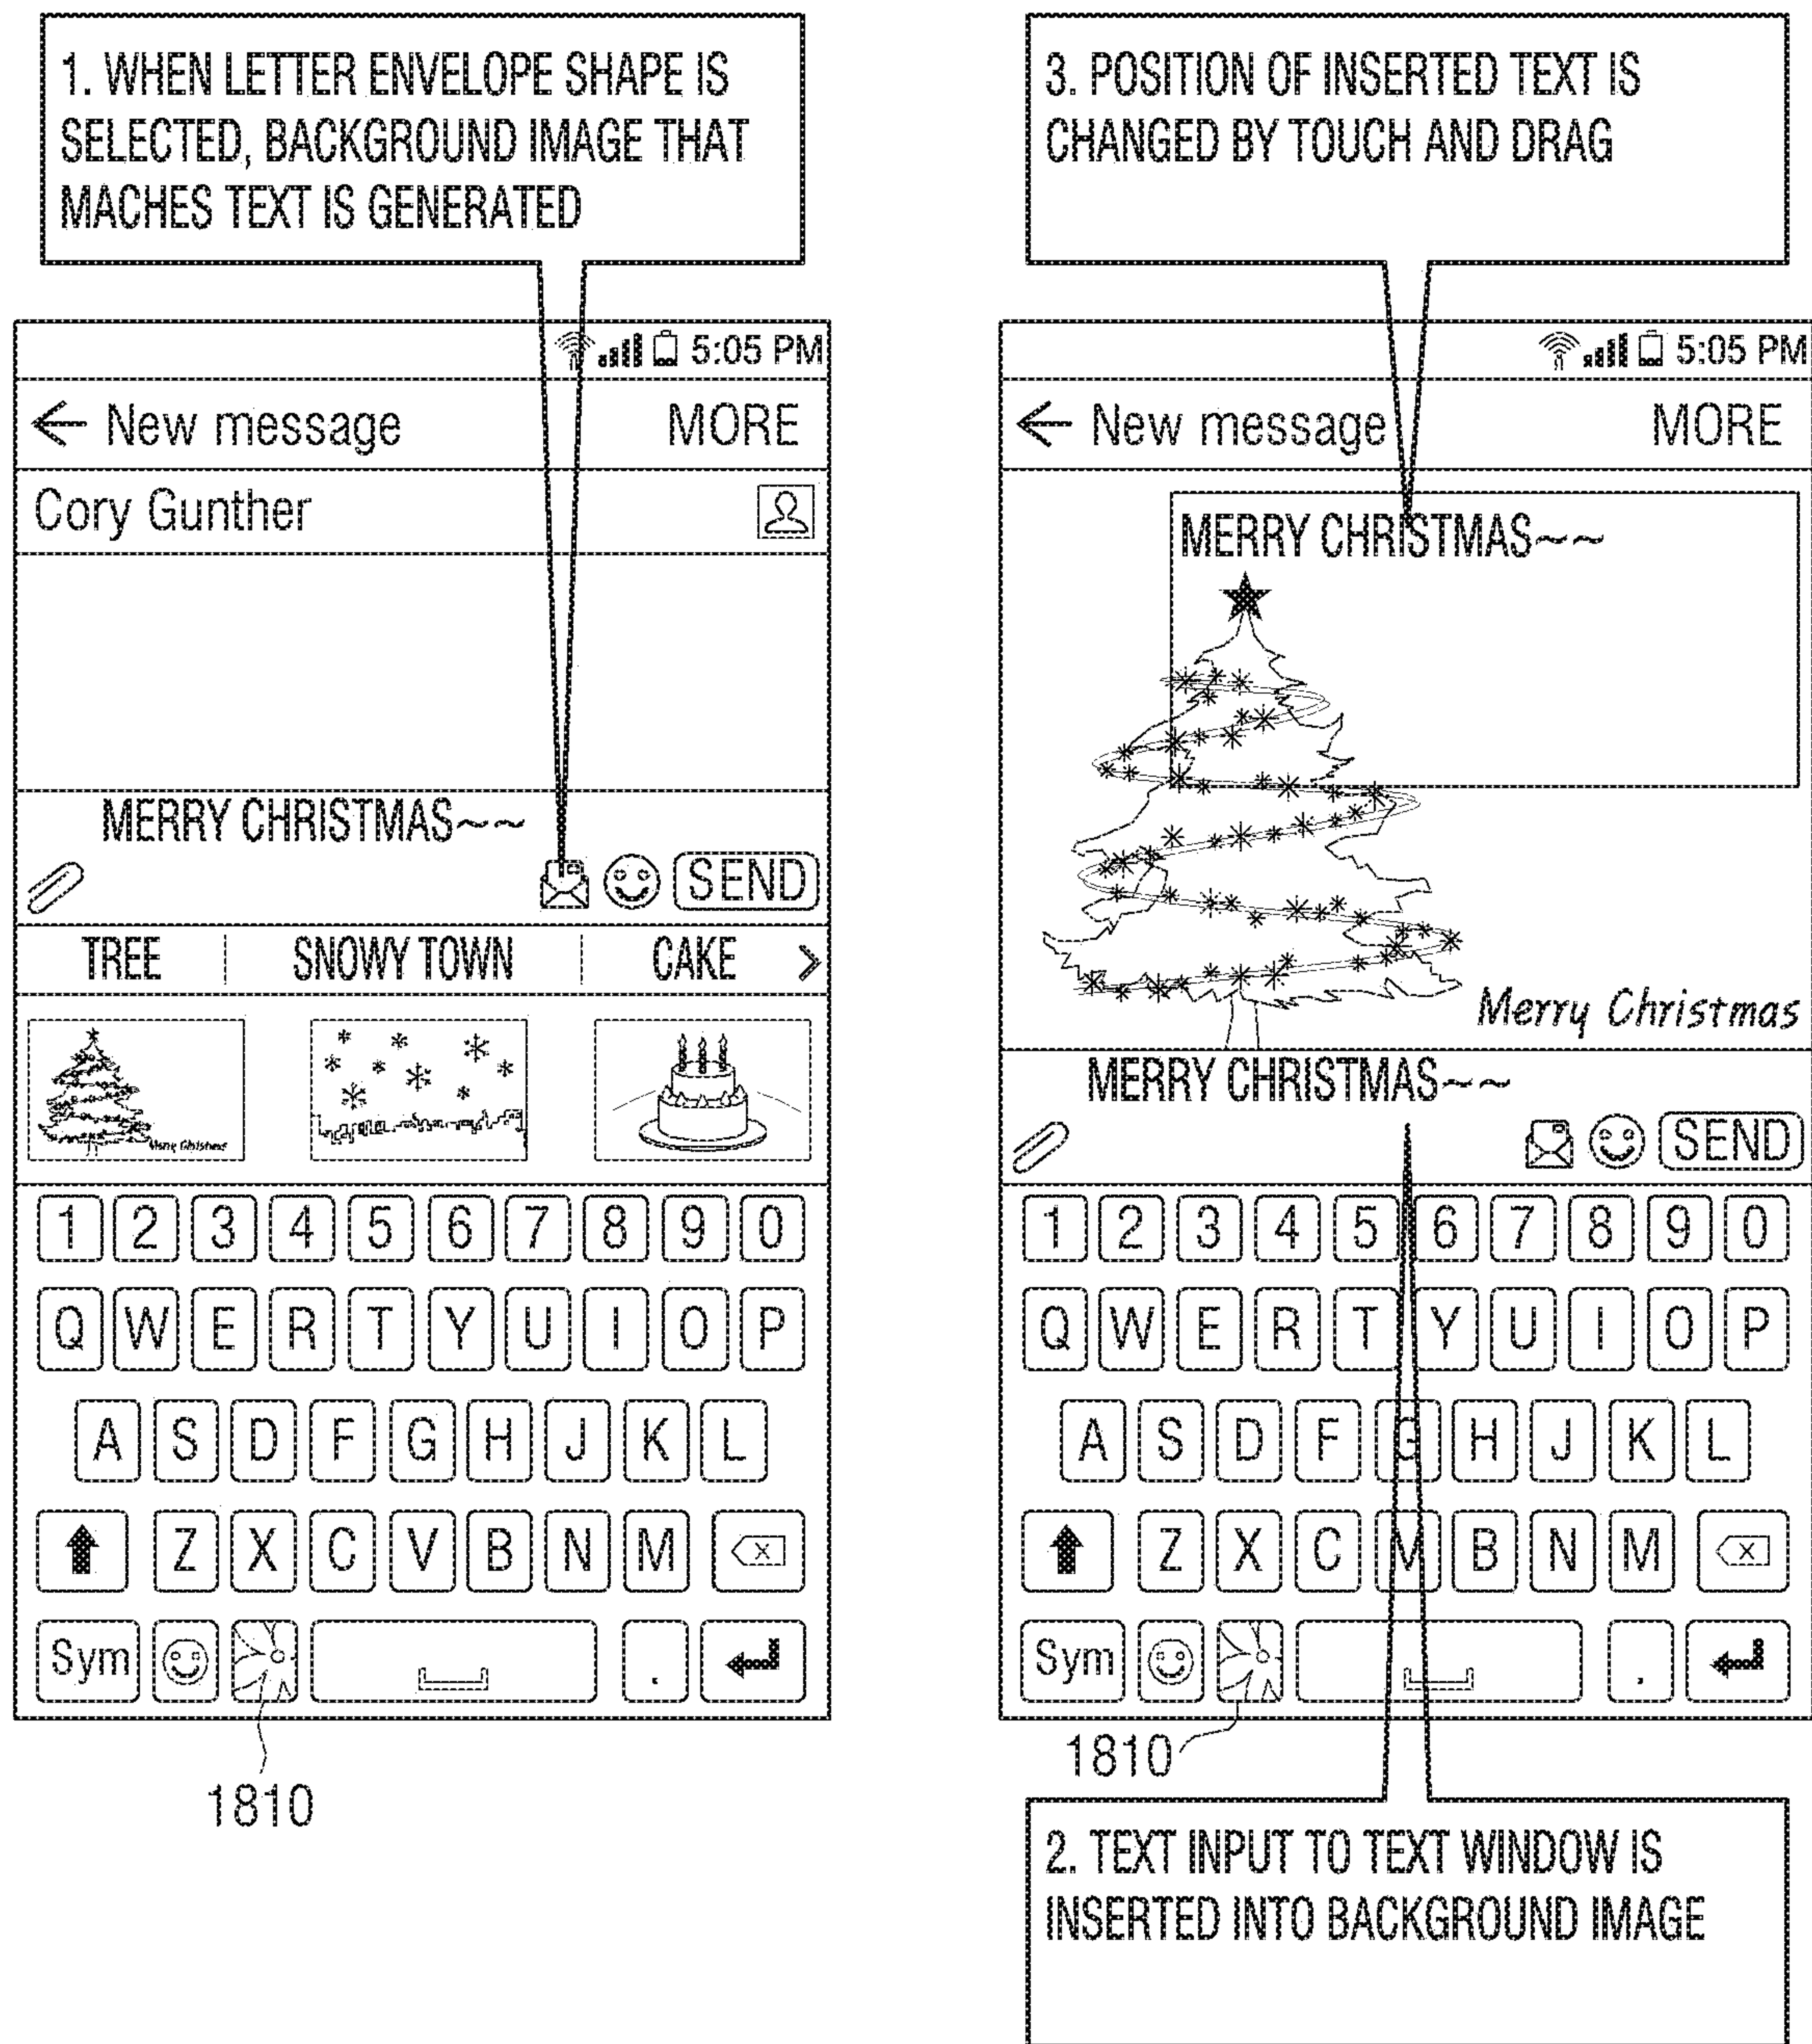 1. WHEN LETTER ENVELOPE SHAPE IS
SELECTED, BACKGROUND IMAGE THAT
MACHES TEXT IS GENERATED
5:05 PM
New message MORE
Cory Gunther
MERRY CHRISTMAS~~
SEND
TREE SNOWY TOWN CAKE >
Merry Christmas
1 2 3 4 5 6 7 8 9 0
Q W E R T Y U I O P
A S D F G H J K L
Z X C V B N M
Sym .
1810
3. POSITION OF INSERTED TEXT IS
CHANGED BY TOUCH AND DRAG
5:05 PM
New message MORE
MERRY CHRISTMAS~~
Merry Christmas
MERRY CHRISTMAS~~
SEND
1 2 3 4 5 6 7 8 9 0
Q W E R T Y U I O P
A S D F G H J K L
Z X C V B N M
Sym .
1810
2. TEXT INPUT TO TEXT WINDOW IS
INSERTED INTO BACKGROUND IMAGE